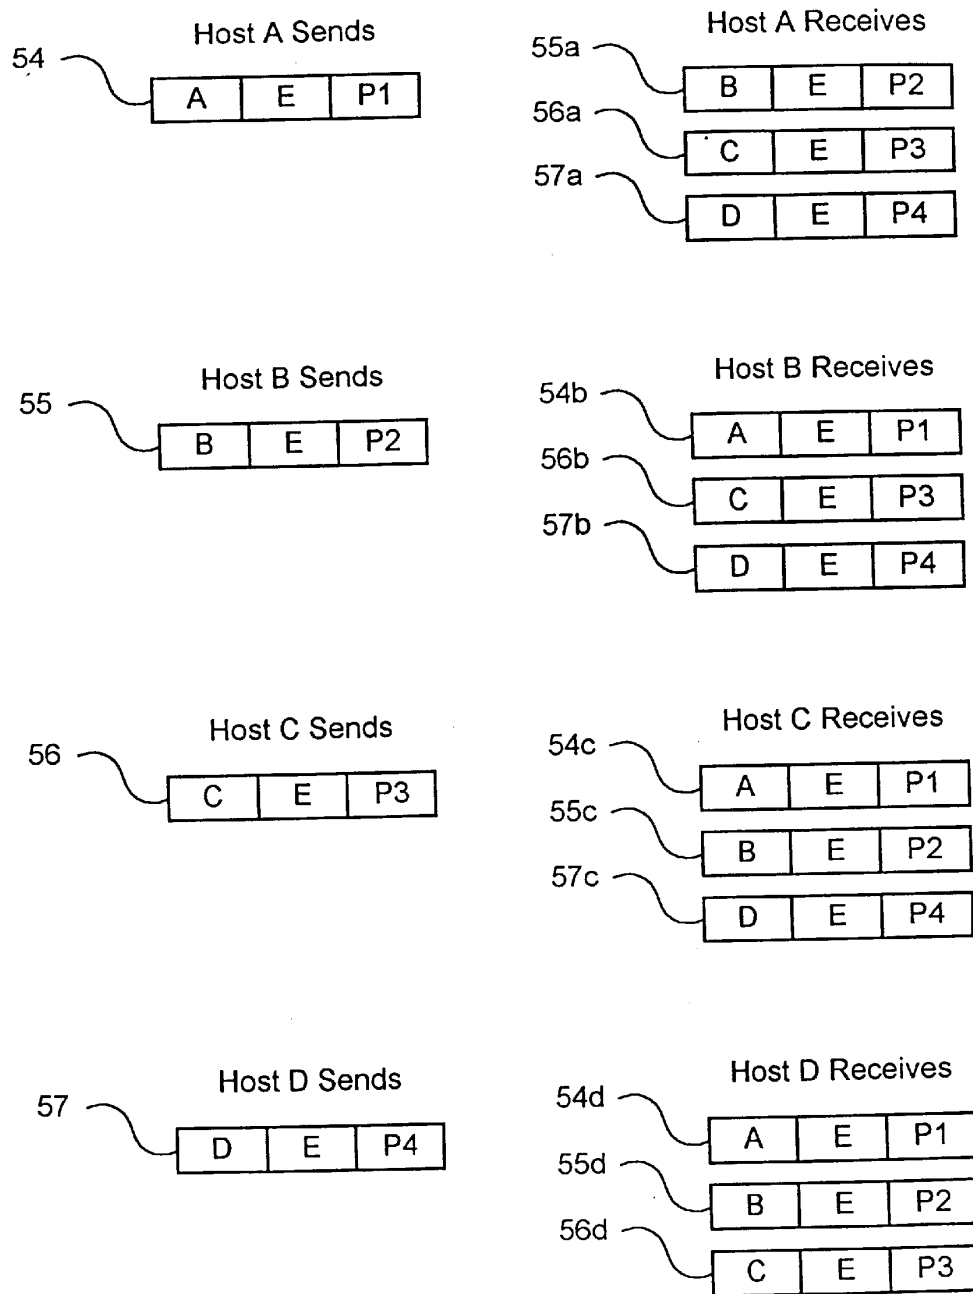 Host A Sends
54
A E P1
Host A Receives
55a
B E P2
56a
C E P3
57a
D E P4
Host B Sends
55
B E P2
Host B Receives
54b
A E P1
56b
C E P3
57b
D E P4
Host C Sends
56
C E P3
Host C Receives
54c
A E P1
55c
B E P2
57c
D E P4
Host D Sends
57
D E P4
Host D Receives
54d
A E P1
55d
B E P2
56d
C E P3